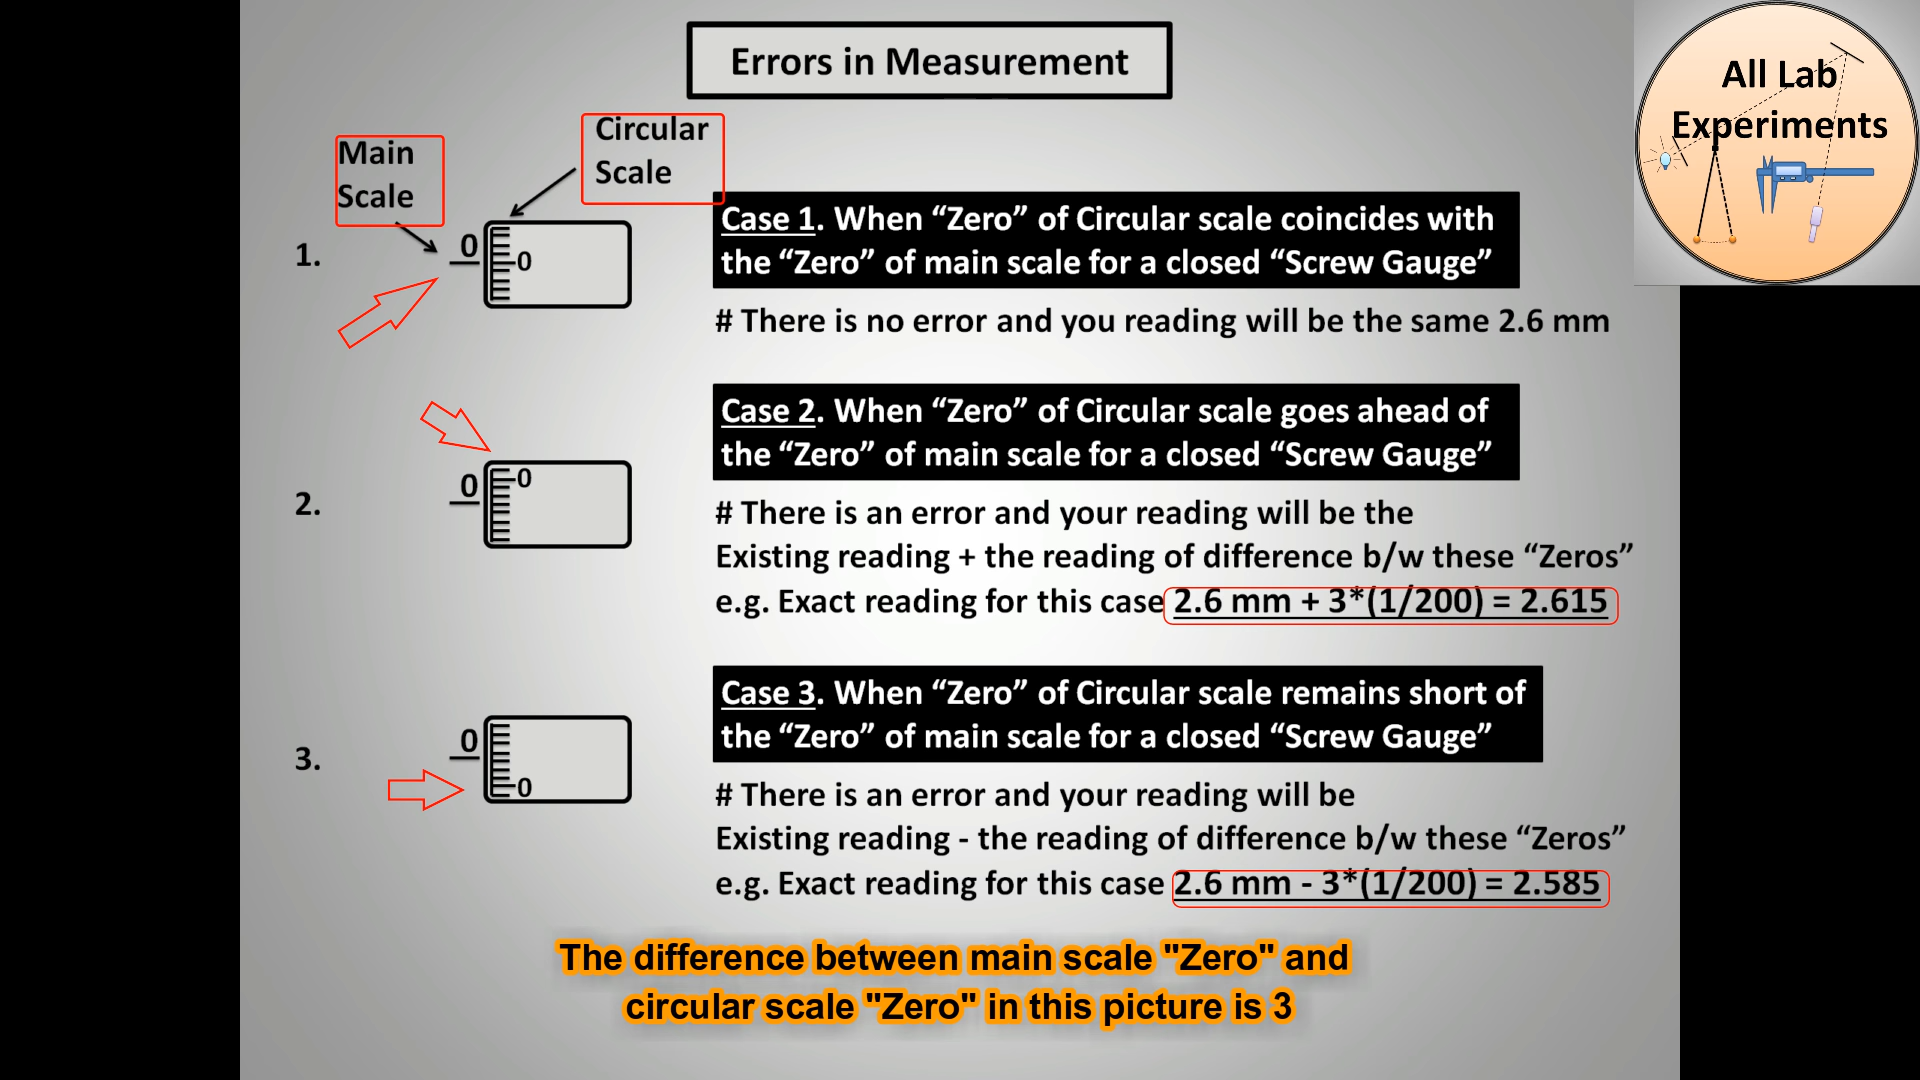 Errors in Measurement
All Lab
Experiments
Main
Scale
Circular
Scale
1.
0
0
Case 1. When “Zero” of Circular scale coincides with
the “Zero” of main scale for a closed “Screw Gauge”
# There is no error and you reading will be the same 2.6 mm
2.
0
0
Case 2. When “Zero” of Circular scale goes ahead of
the “Zero” of main scale for a closed “Screw Gauge”
# There is an error and your reading will be the
Existing reading + the reading of difference b/w these “Zeros”
e.g. Exact reading for this case 2.6 mm + 3*(1/200) = 2.615
3.
0
0
Case 3. When “Zero” of Circular scale remains short of
the “Zero” of main scale for a closed “Screw Gauge”
# There is an error and your reading will be
Existing reading - the reading of difference b/w these “Zeros”
e.g. Exact reading for this case 2.6 mm - 3*(1/200) = 2.585
The difference between main scale "Zero" and
circular scale "Zero" in this picture is 3